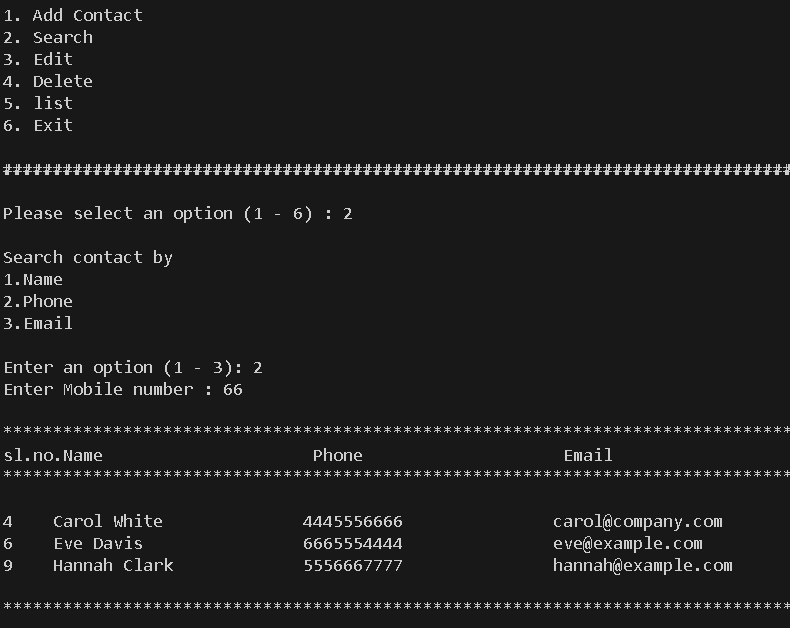 1. Add Contact
2. Search
3. Edit
4. Delete
5. list
6. Exit
###############################################################################
Please select an option (1 - 6) : 2
Search contact by
1.Name
2.Phone
3.Email
Enter an option (1 - 3): 2
Enter Mobile number : 66
*******************************************************************************
sl.no.Name                     Phone                    Email
*******************************************************************************
4    Carol White              4445556666               carol@company.com
6    Eve Davis                6665554444               eve@example.com
9    Hannah Clark             5556667777               hannah@example.com
*******************************************************************************